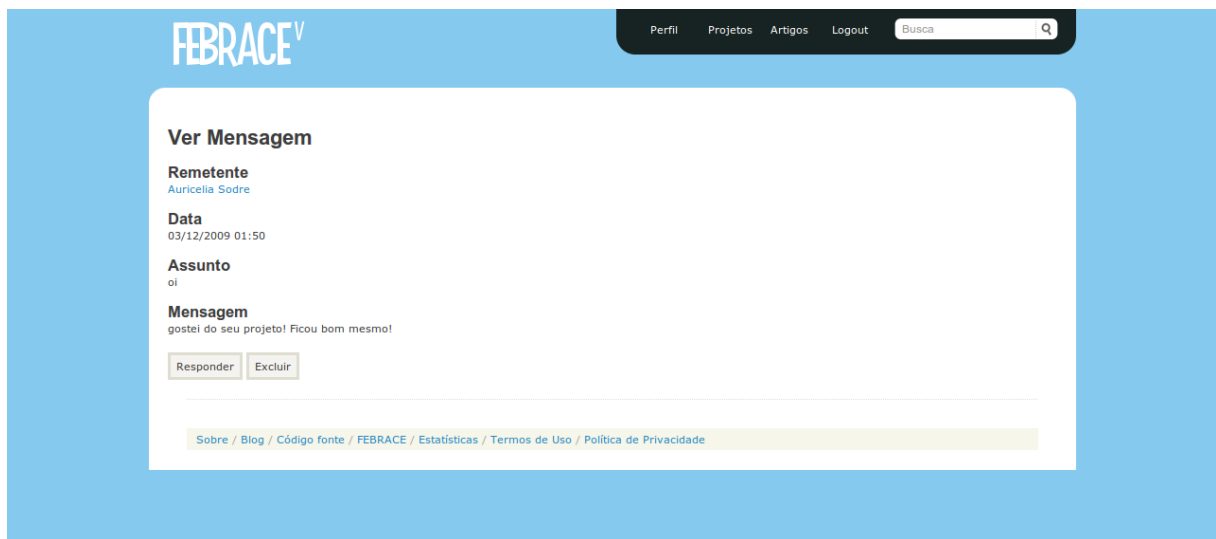 FEBRACE V
Perfil Projetos Artigos Logout Busca
Ver Mensagem
Remetente
Auricelia Sodre
Data
03/12/2009 01:50
Assunto
oi
Mensagem
gostei do seu projeto! Ficou bom mesmo!
Responder Excluir
Sobre / Blog / Código fonte / FEBRACE / Estatísticas / Termos de Uso / Política de Privacidade